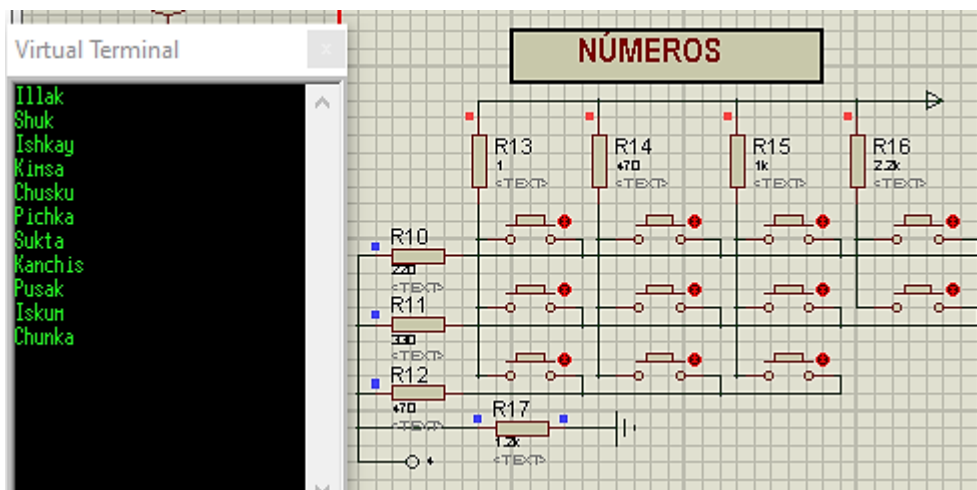 Virtual Terminal
x
Illak
Shuk
Ishkay
Kimsa
Chusku
Pichka
Sukta
Kanchis
Pusak
Iskun
Chunka
NÚMEROS
R13
1
<TEXT>
R14
470
<TEXT>
R15
1k
<TEXT>
R16
2.2k
<TEXT>
R10
220
<TEXT>
R11
330
<TEXT>
R12
470
<TEXT>
R17
1.2k
<TEXT>